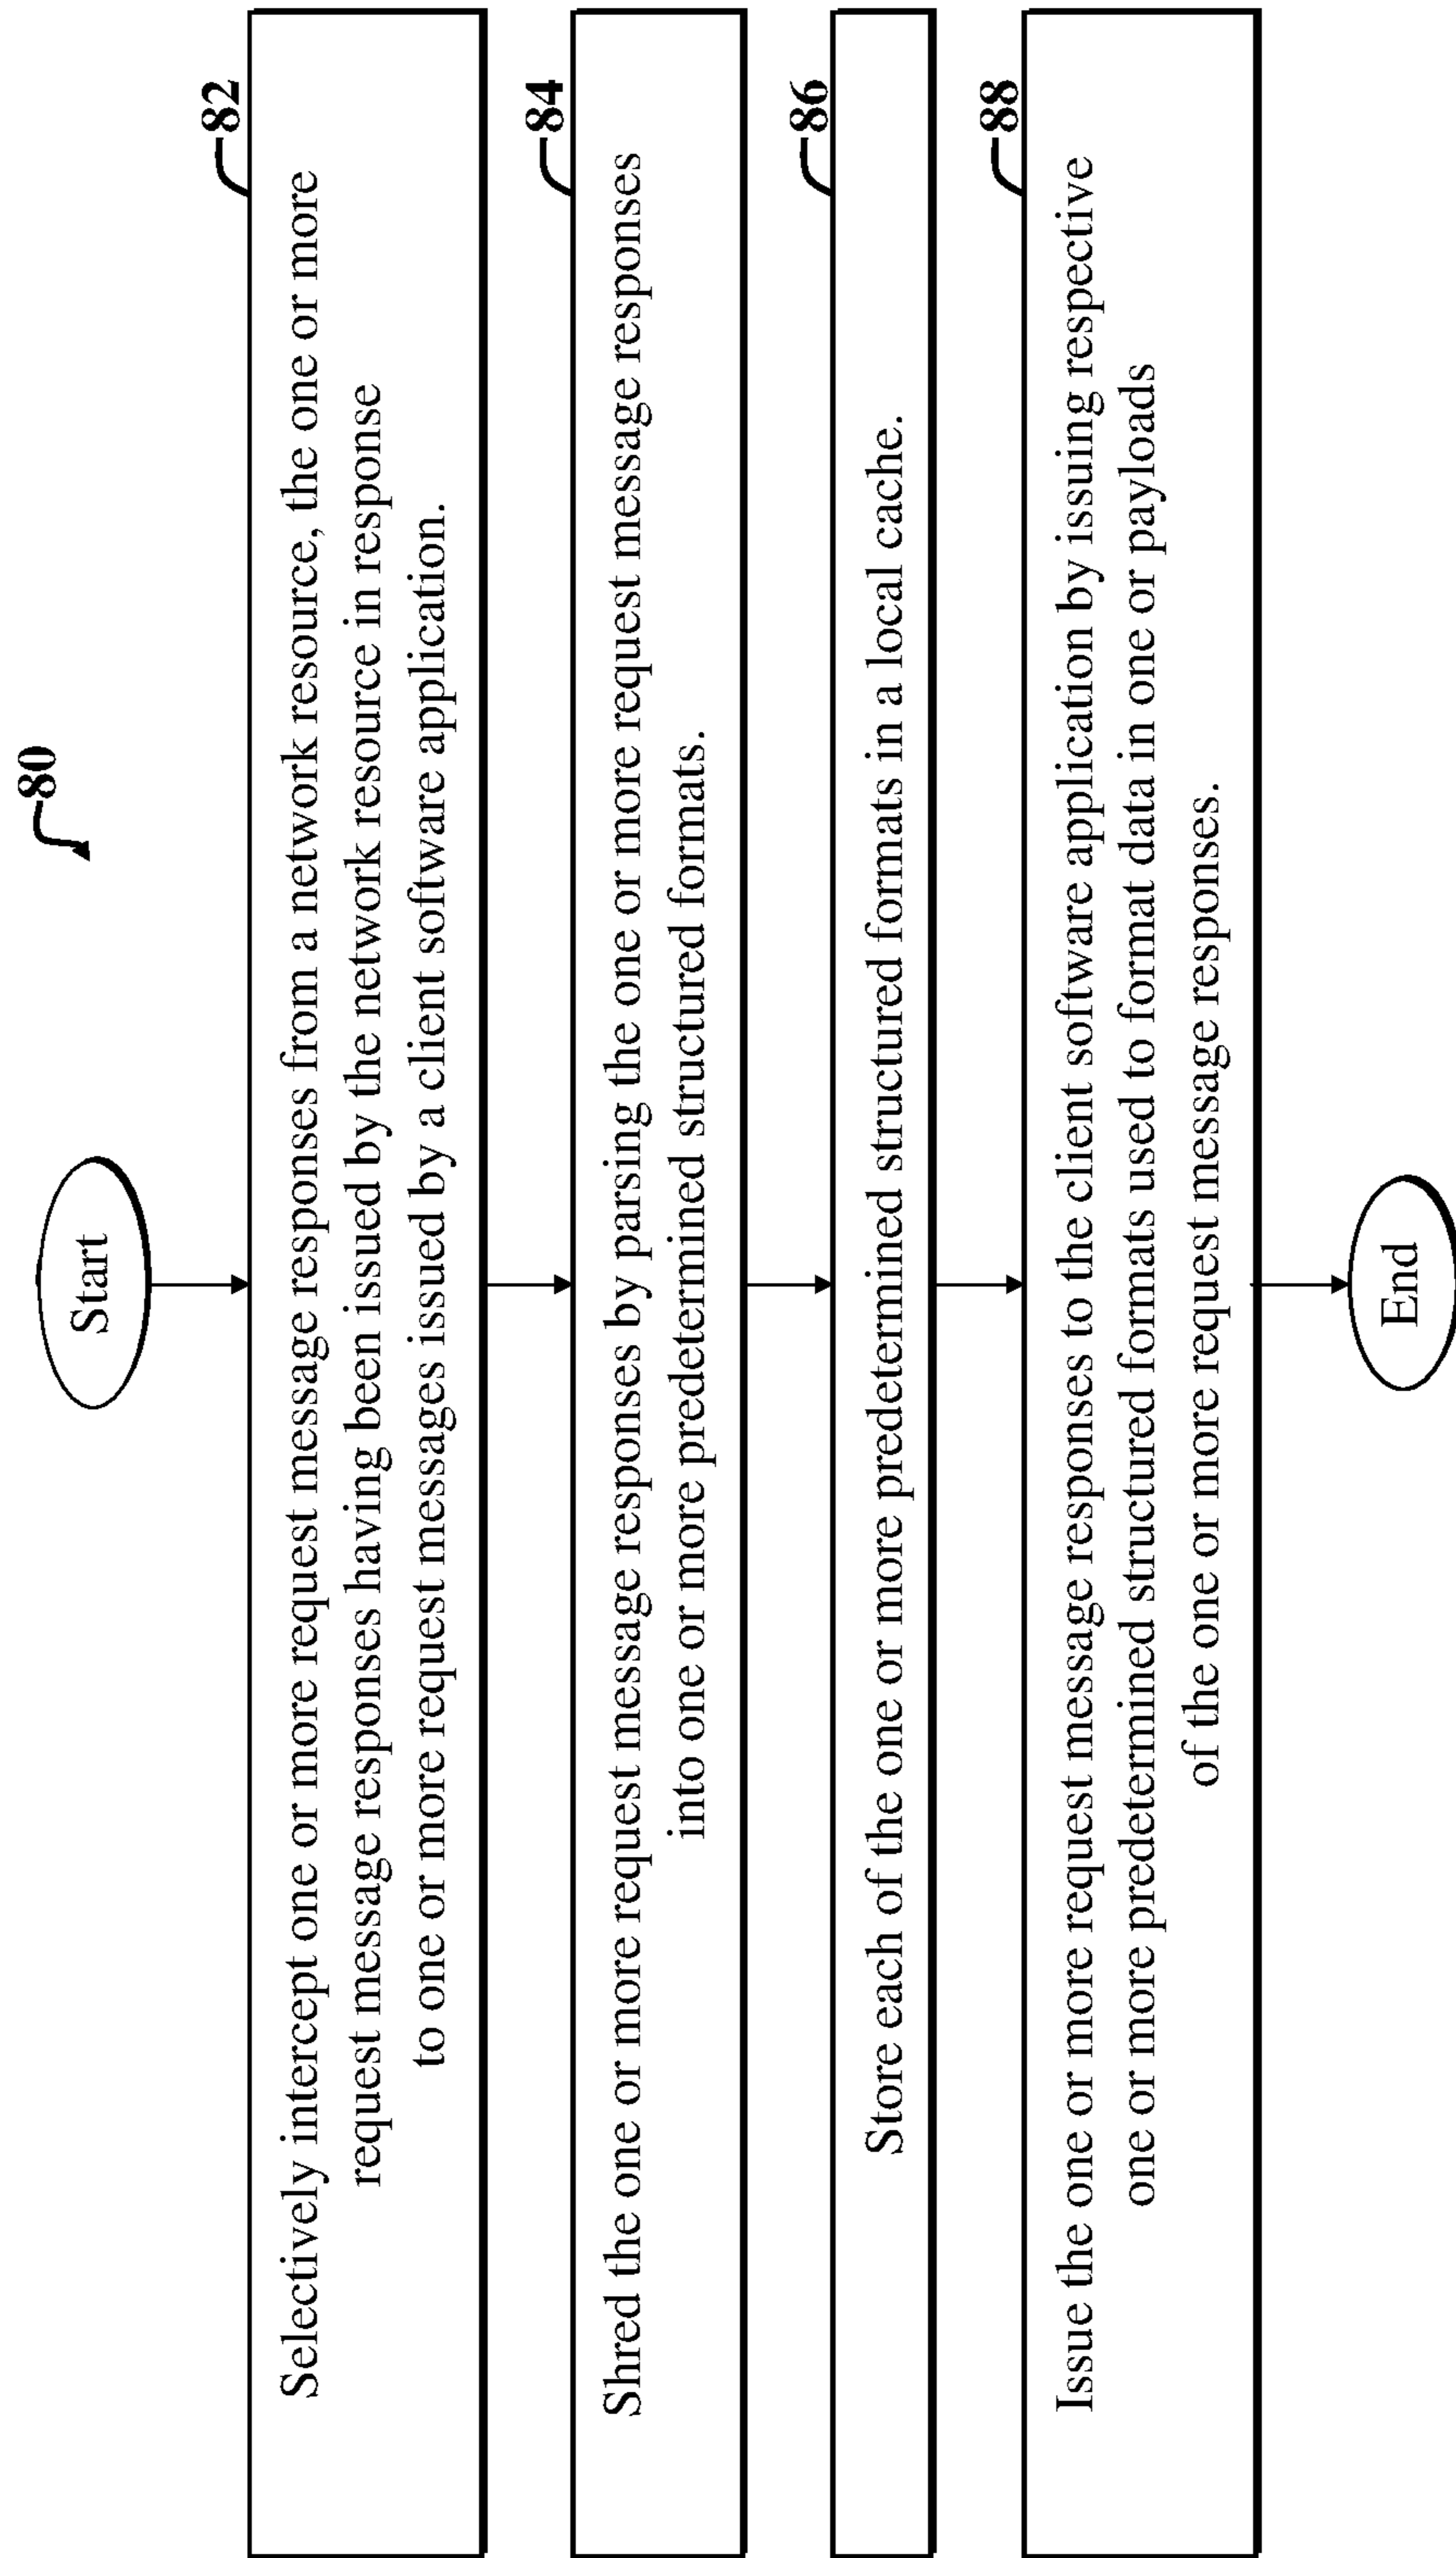 80
Start
82
Selectively intercept one or more request message responses from a network resource, the one or more
request message responses having been issued by the network resource in response
to one or more request messages issued by a client software application.
84
Shred the one or more request message responses by parsing the one or more request message responses
into one or more predetermined structured formats.
86
Store each of the one or more predetermined structured formats in a local cache.
88
Issue the one or more request message responses to the client software application by issuing respective
one or more predetermined structured formats used to format data in one or payloads
of the one or more request message responses.
End